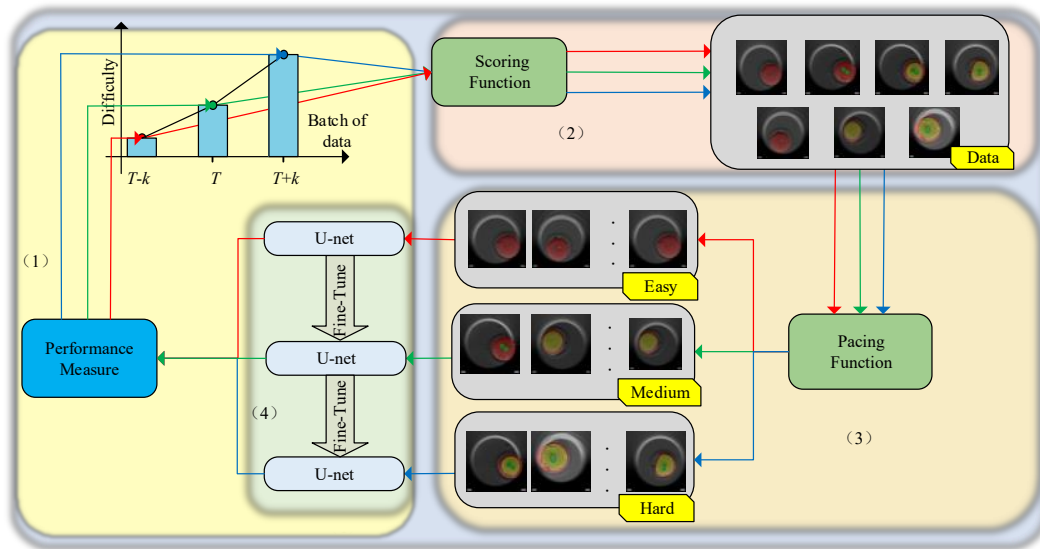 Difficulty
Batch of
data
T-k
T
T+k
Scoring
Function
（2）
Data
（1）
U-net
Fine-Tune
U-net
Fine-Tune
U-net
（4）
Performance
Measure
Easy
Medium
Hard
Pacing
Function
（3）